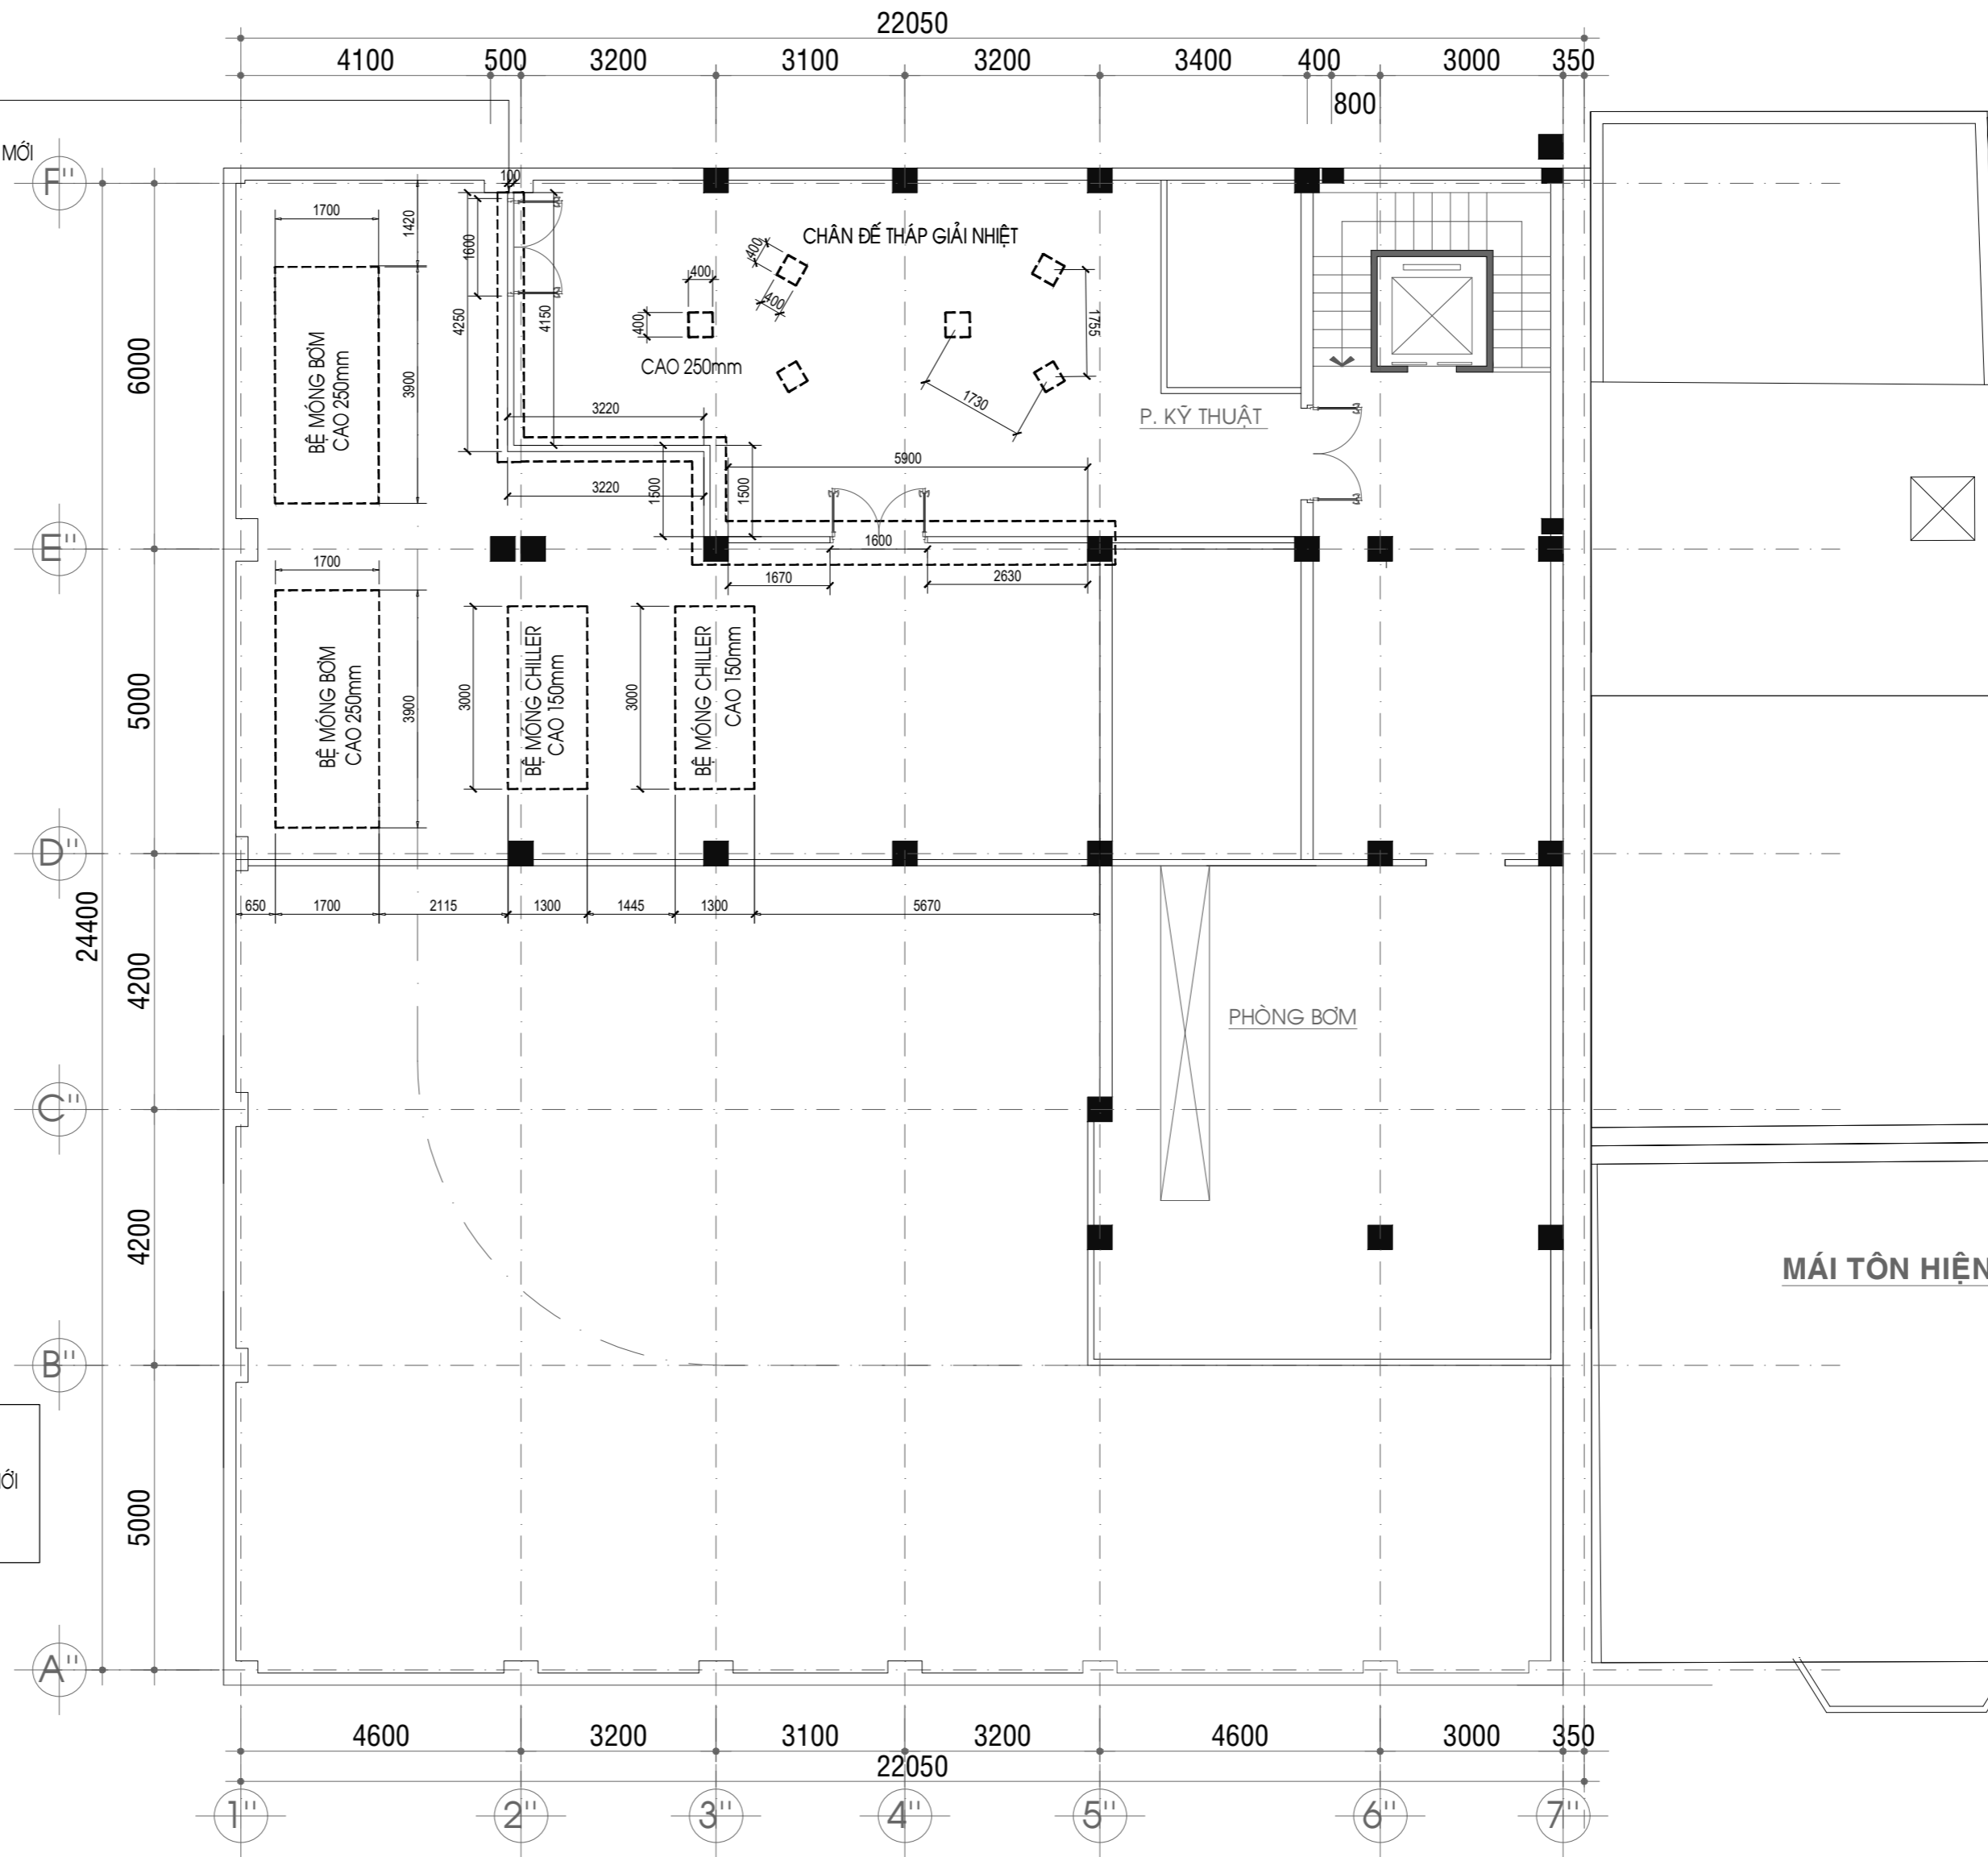 22050
4100 500 3200 3100 3200 3400 400 3000 350
800
MỚI
F''
100
1700
1420
1600
CHÂN ĐẾ THÁP GIẢI NHIỆT
400
400
400
400
4250
4150
1755
6000
BỆ MÓNG BƠM
CAO 250mm
3900
CAO 250mm
1730
3220
P. KỸ THUẬT
5900
3220
1500
1500
E''
1600
1700
1670
2630
5000
BỆ MÓNG BƠM
CAO 250mm
3900
3000
BỆ MÓNG CHILLER
CAO 150mm
3000
BỆ MÓNG CHILLER
CAO 150mm
D''
650 1700 2115 1300 1445 1300 5670
24400
4200
PHÒNG BƠM
C''
4200
MÁI TÔN HIỆN
B''
5000
A''
4600 3200 3100 3200 4600 3000 350
22050
1'' 2'' 3'' 4'' 5'' 6'' 7''